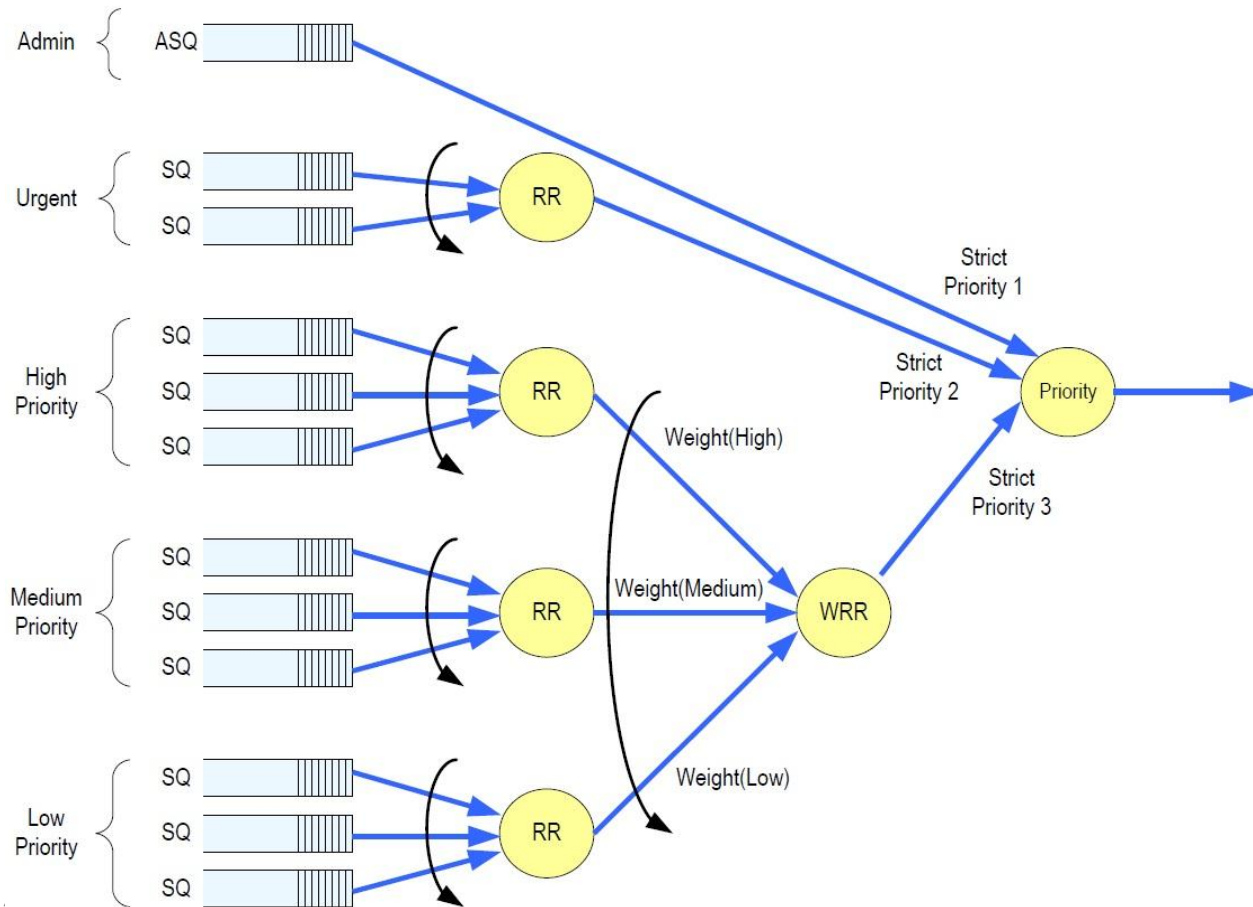 Admin
ASQ
Urgent
SQ
SQ
RR
Strict
Priority 1
Strict
Priority 2
Priority
High
Priority
SQ
SQ
SQ
RR
Weight(High)
Strict
Priority 3
Medium
Priority
SQ
SQ
SQ
RR
Weight(Medium)
WRR
Low
Priority
SQ
SQ
SQ
RR
Weight(Low)